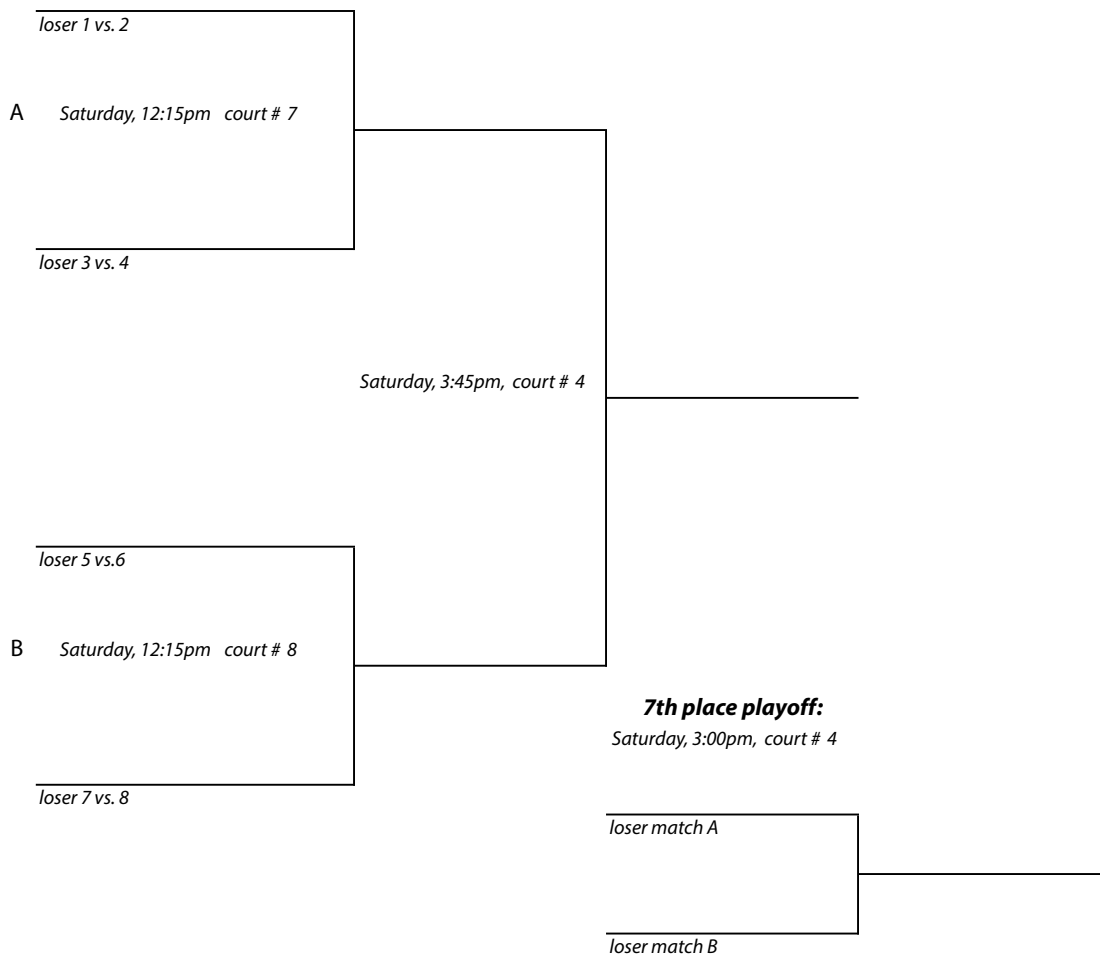 loser 1 vs. 2
A Saturday, 12:15pm court # 7
loser 3 vs. 4
Saturday, 3:45pm, court # 4
loser 5 vs.6
B Saturday, 12:15pm court # 8
loser 7 vs. 8
7th place playoff:
Saturday, 3:00pm, court # 4
loser match A
loser match B